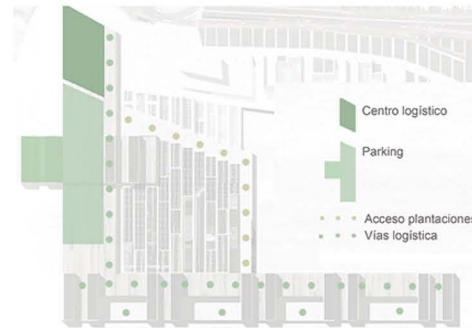 Centro logístico
Parking
Acceso plantaciones
Vías logística